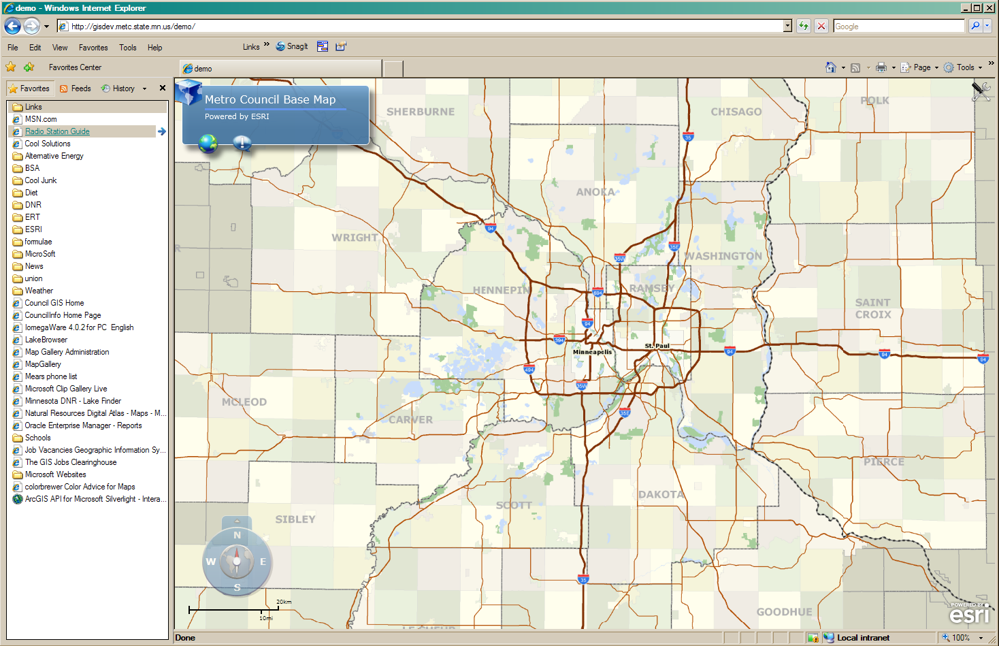 demo - Windows Internet Explorer
http://gisdev.metc.state.mn.us/demo/
Google
File Edit View Favorites Tools Help
Links » SnagIt
Favorites Center
demo
Page Tools »
Favorites Feeds History
Links
MSN.com
Radio Station Guide
Cool Solutions
Alternative Energy
BSA
Cool Junk
Diet
DNR
ERT
ESRI
formulae
MicroSoft
News
union
Weather
Council GIS Home
CouncilInfo Home Page
IomegaWare 4.0.2 for PC English
LakeBrowser
Map Gallery Administration
MapGallery
Mears phone list
Microsoft Clip Gallery Live
Minnesota DNR - Lake Finder
Natural Resources Digital Atlas - Maps - M...
Oracle Enterprise Manager - Reports
Schools
Job Vacancies Geographic Information Sy...
The GIS Jobs Clearinghouse
Microsoft Websites
colorbrewer Color Advice for Maps
ArcGIS API for Microsoft Silverlight - Intera...
Metro Council Base Map
Powered by ESRI
SHERBURNE
CHISAGO
POLK
35
ANOKA
94
WRIGHT
35E
35W
WASHINGTON
HENNEPIN
694
RAMSEY
SAINT
CROIX
94
394
Minneapolis
St. Paul
94
94
94
494
35W
MCLEOD
CARVER
35E
PIERCE
DAKOTA
SCOTT
SIBLEY
N
W E
S
35
20km
10mi
GOODHUE
POWERED BY
esri
LE SUEUR
Done
Local intranet
100%